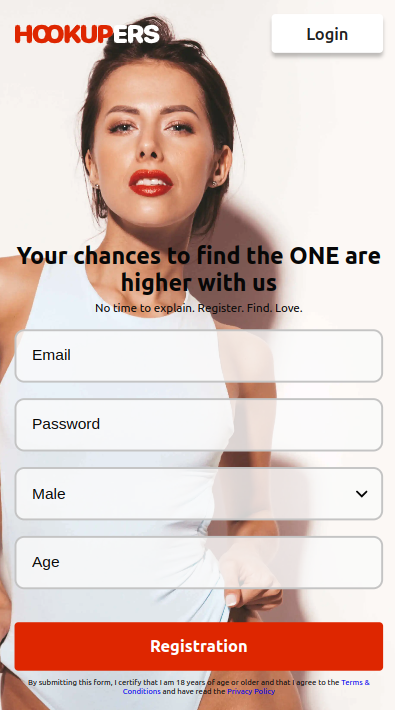 HOOKUPERS
Login
Your chances to find the ONE are
higher with us
No time to explain. Register. Find. Love.
Email
Password
Male
Age
Registration
By submitting this form, I certify that I am 18 years of age or older and that I agree to the Terms &
Conditions and have read the Privacy Policy